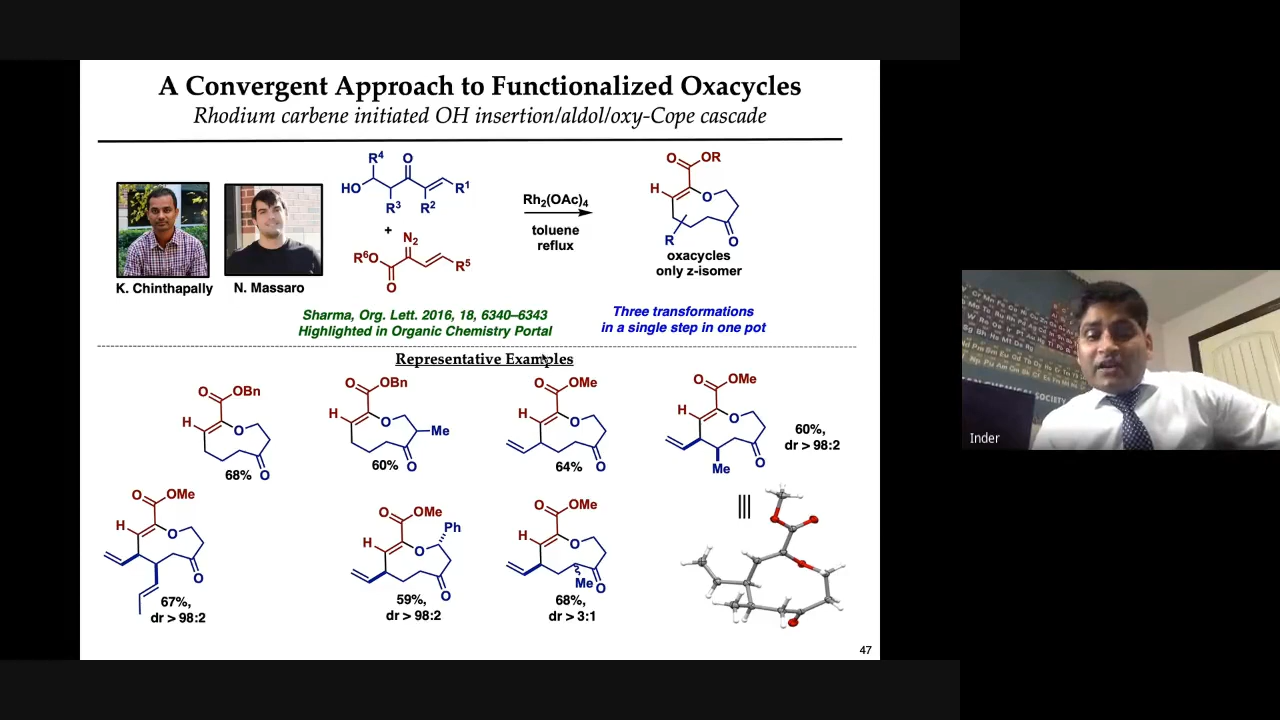 A Convergent Approach to Functionalized Oxacycles
Rhodium carbene initiated OH insertion/aldol/oxy-Cope cascade
K. Chinthapally
N. Massaro
R⁴ O
HO R¹
R³ R²
+
N₂
R⁶O R⁵
O
Rh₂(OAc)₄
toluene
reflux
O OR
H O
R O
oxacycles
only z-isomer
Sharma, Org. Lett. 2016, 18, 6340–6343
Highlighted in Organic Chemistry Portal
Three transformations
in a single step in one pot
Representative Examples
O OBn
H O
68% O
O OBn
H O
Me
60% O
O OMe
H O
64% O
O OMe
H O
Me O
60%,
dr > 98:2
O OMe
H O
O
67%,
dr > 98:2
O OMe
Ph
H O
O
59%,
dr > 98:2
O OMe
H O
Me O
68%,
dr > 3:1
47
Inder